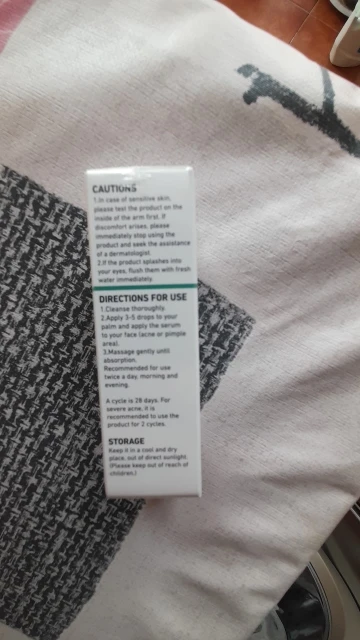 CAUTIONS
1.In case of sensitive skin,
please test the product on the
inside of the arm first. If
discomfort arises, please
immediately stop using the
product and seek the assistance
of a dermatologist.
2.If the product splashes into
your eyes, flush them with fresh
water immediately.
DIRECTIONS FOR USE
1.Cleanse thoroughly.
2.Apply 3-5 drops to your
palm and apply the serum
to your face (acne or pimple
area).
3.Massage gently until
absorption.
Recommended for use
twice a day, morning and
evening.
A cycle is 28 days. For
severe acne, it is
recommended to use the
product for 2 cycles.
STORAGE
Keep it in a cool and dry
place, out of direct sunlight.
(Please keep out of reach of
children.)